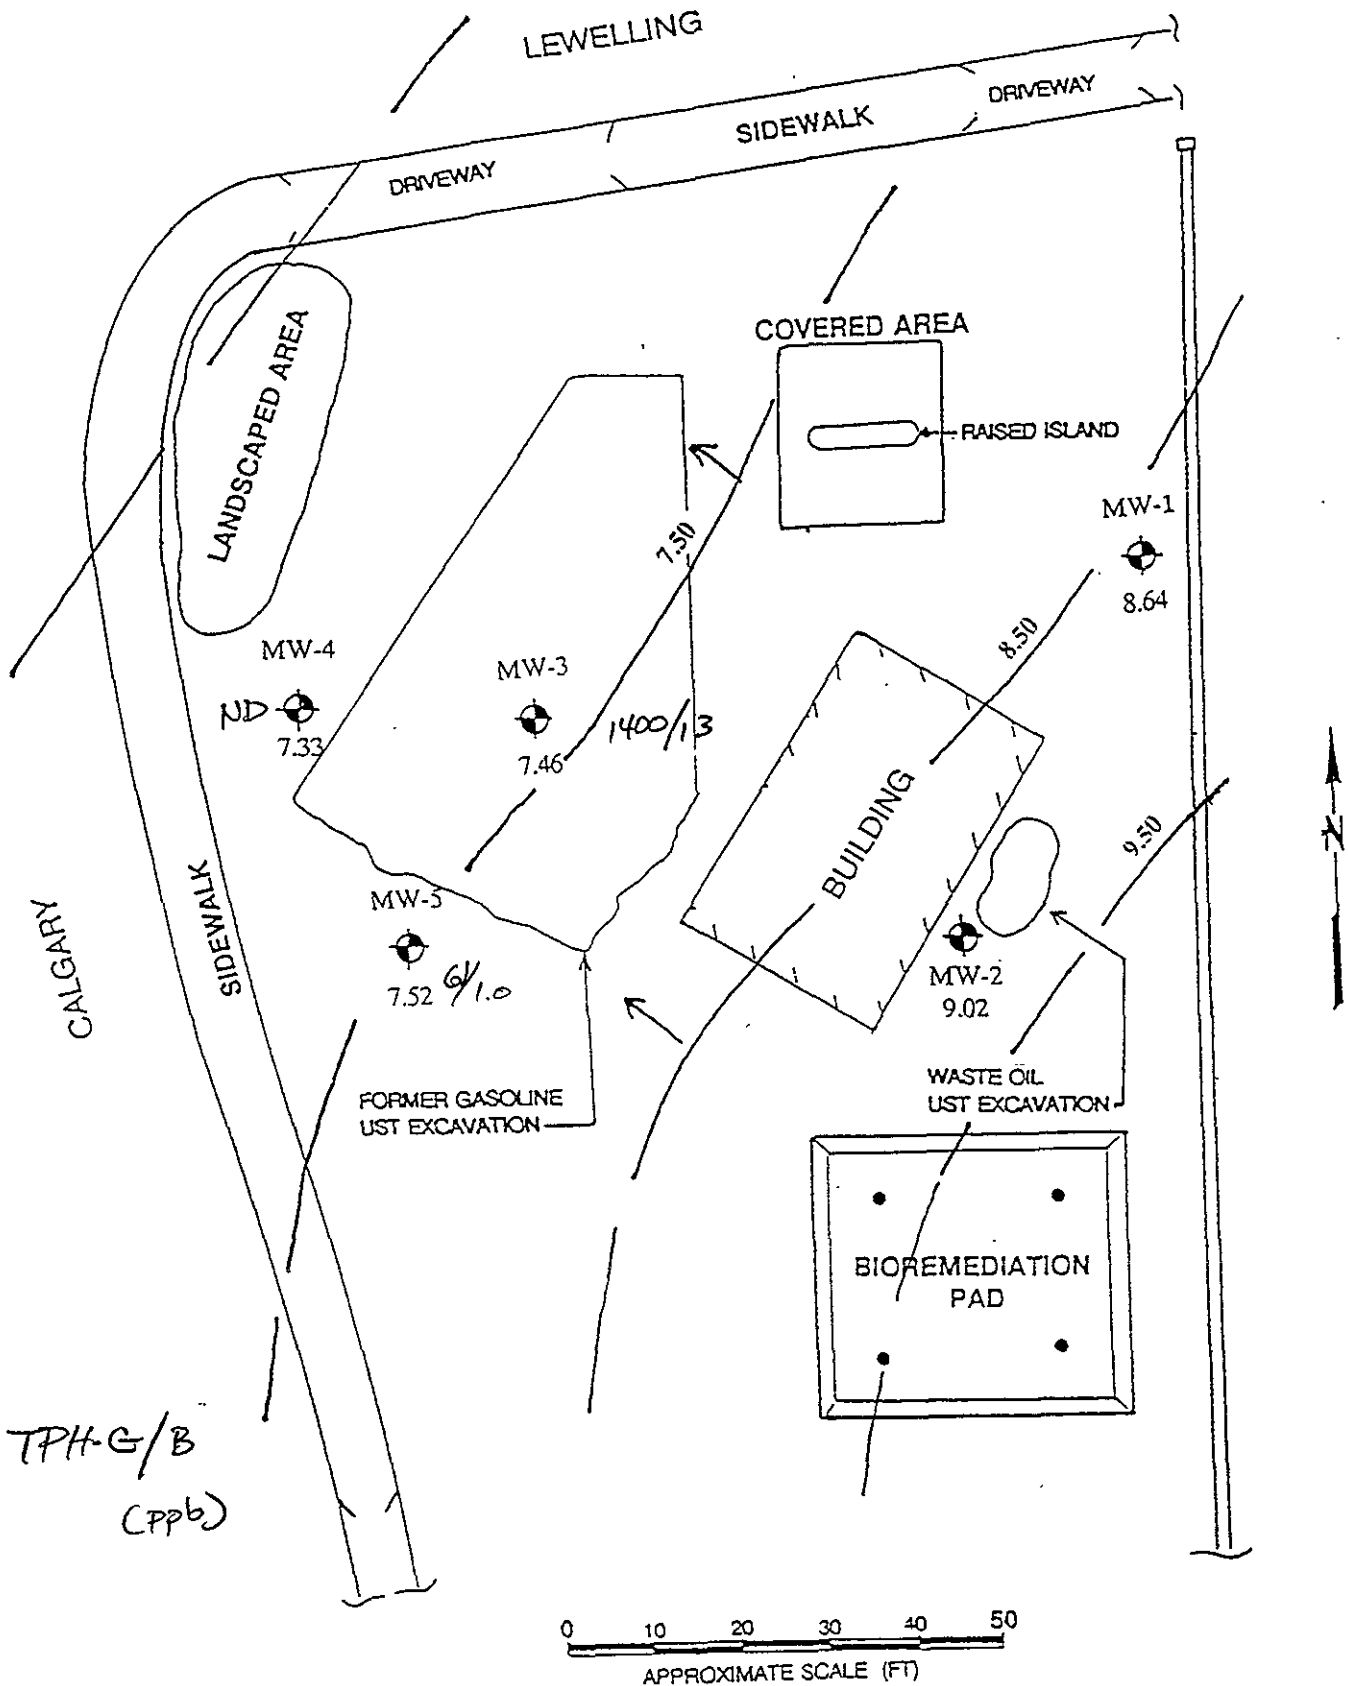 LEWELLING
DRIVEWAY
SIDEWALK
DRIVEWAY
COVERED AREA
RAISED ISLAND
LANDSCAPED AREA
7.50
MW-1
8.64
8.50
MW-4
ND
7.33
MW-3
7.46
1400/13
BUILDING
9.50
N
MW-5
7.52
61/1.0
MW-2
9.02
SIDEWALK
CALGARY
FORMER GASOLINE
UST EXCAVATION
WASTE OIL
UST EXCAVATION
BIOREMEDIATION
PAD
TPH-G/B
(ppb)
0 10 20 30 40 50
APPROXIMATE SCALE (FT)